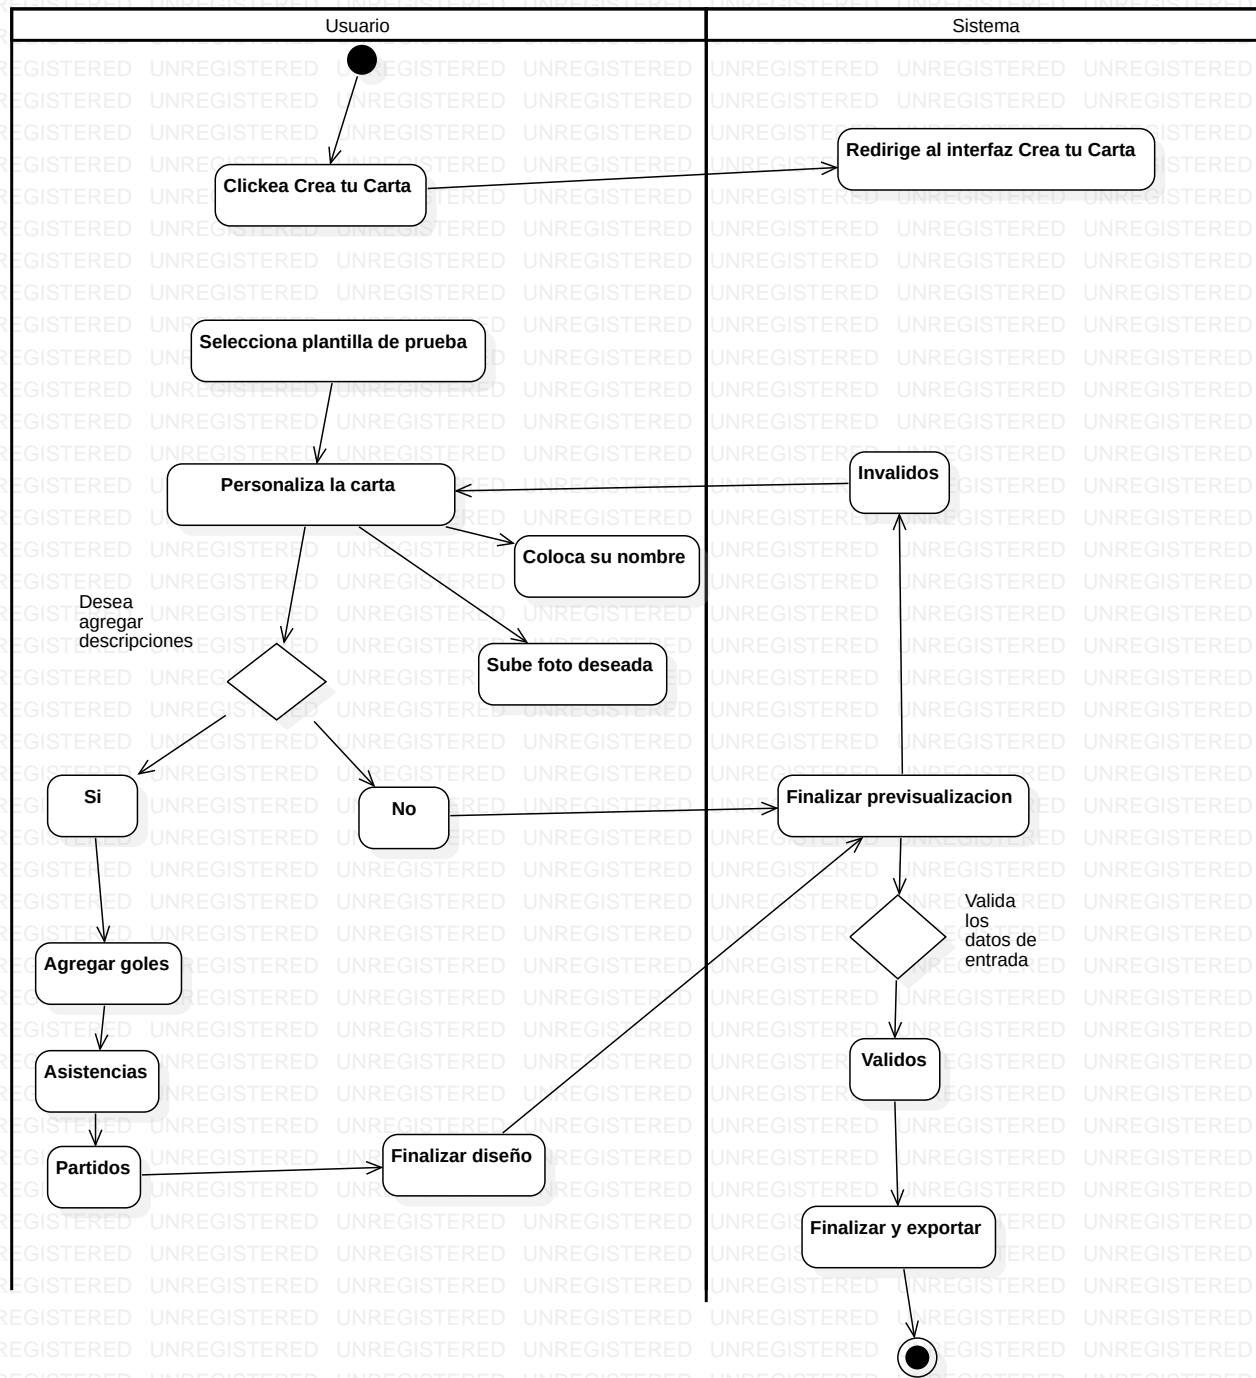 Usuario
Sistema
Clickea Crea tu Carta
Redirige al interfaz Crea tu Carta
Selecciona plantilla de prueba
Personaliza la carta
Invalidos
Coloca su nombre
Desea
agregar
descripciones
Sube foto deseada
Si
No
Finalizar previsualizacion
Valida
los
datos de
entrada
Agregar goles
Asistencias
Validos
Partidos
Finalizar diseño
Finalizar y exportar
UNREGISTERED